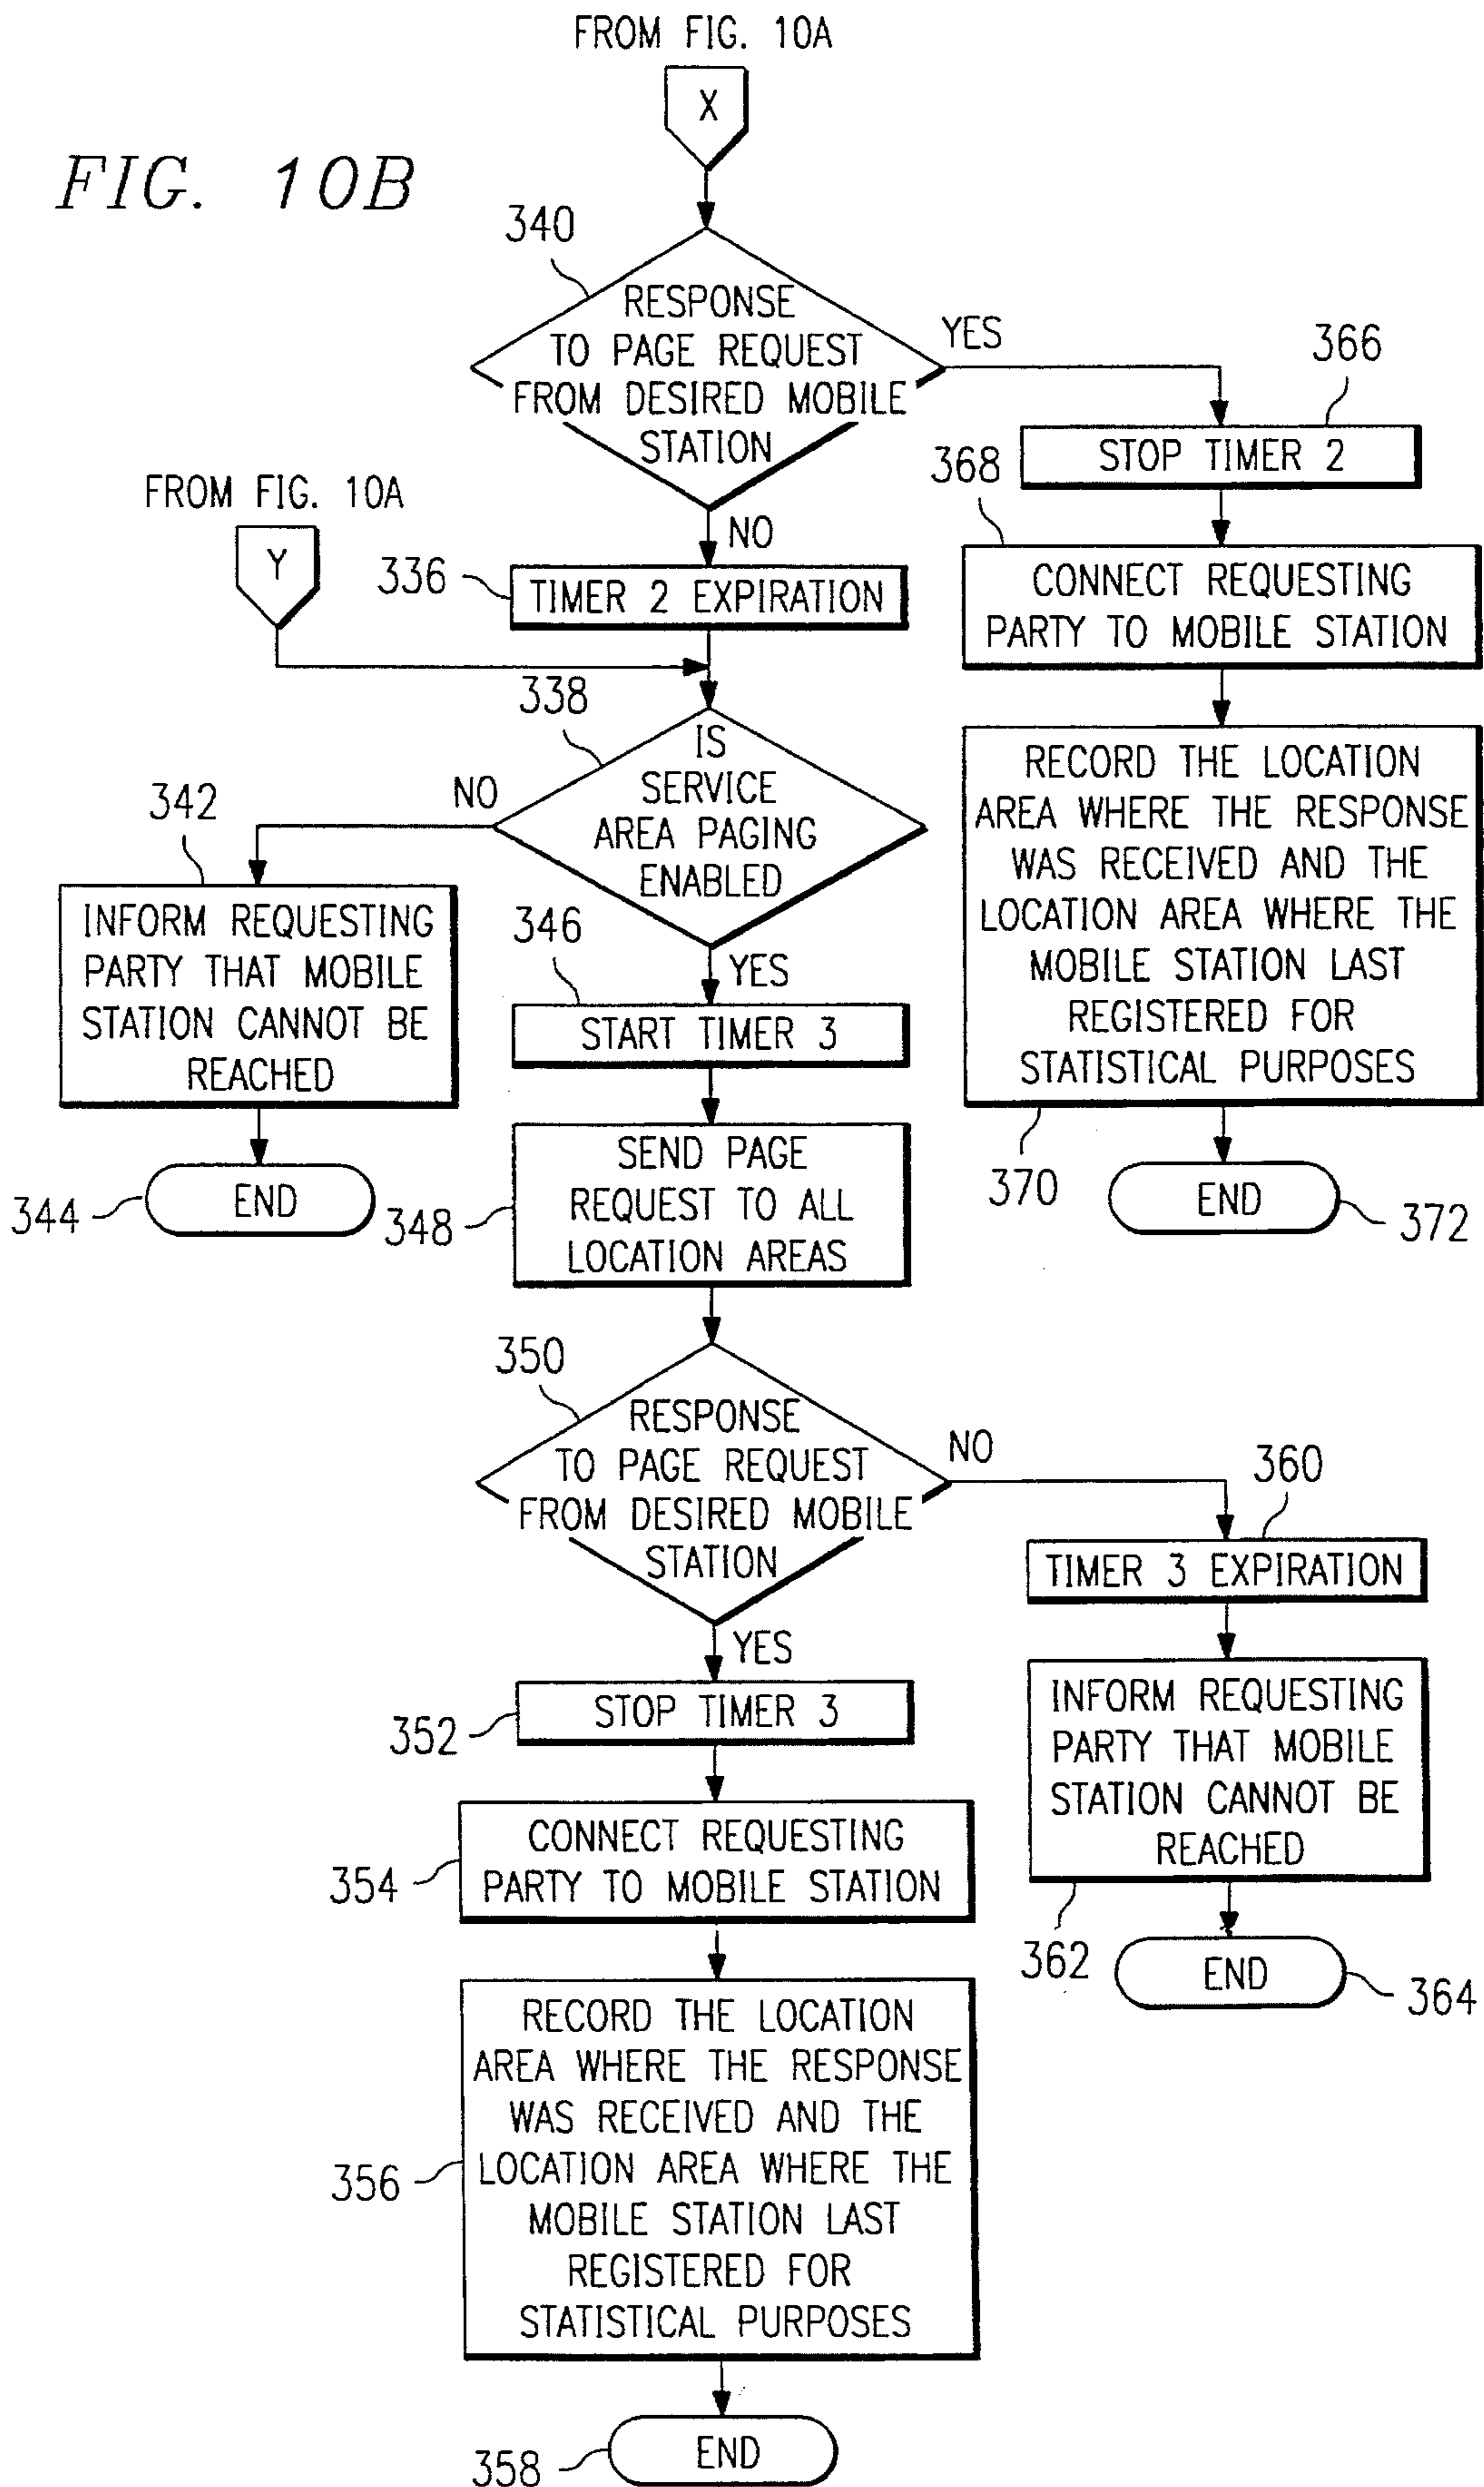 FROM FIG. 10A
X
FIG. 10B
340
RESPONSE
TO PAGE REQUEST
FROM DESIRED MOBILE
STATION
YES
366
STOP TIMER 2
368
CONNECT REQUESTING
PARTY TO MOBILE STATION
RECORD THE LOCATION
AREA WHERE THE RESPONSE
WAS RECEIVED AND THE
LOCATION AREA WHERE THE
MOBILE STATION LAST
REGISTERED FOR
STATISTICAL PURPOSES
370
END
372
NO
FROM FIG. 10A
Y
336
TIMER 2 EXPIRATION
338
IS
SERVICE
AREA PAGING
ENABLED
NO
342
INFORM REQUESTING
PARTY THAT MOBILE
STATION CANNOT BE
REACHED
344
END
YES
346
START TIMER 3
348
SEND PAGE
REQUEST TO ALL
LOCATION AREAS
350
RESPONSE
TO PAGE REQUEST
FROM DESIRED MOBILE
STATION
NO
360
TIMER 3 EXPIRATION
INFORM REQUESTING
PARTY THAT MOBILE
STATION CANNOT BE
REACHED
362
END
364
YES
352
STOP TIMER 3
354
CONNECT REQUESTING
PARTY TO MOBILE STATION
356
RECORD THE LOCATION
AREA WHERE THE RESPONSE
WAS RECEIVED AND THE
LOCATION AREA WHERE THE
MOBILE STATION LAST
REGISTERED FOR
STATISTICAL PURPOSES
358
END